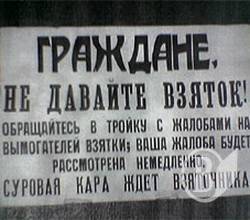 ГРАЖДАНЕ,
НЕ ДАВАЙТЕ ВЗЯТОК!
ОБРАЩАЙТЕСЬ В ТРОЙКУ С ЖАЛОБАМИ НА
ВЫМОГАТЕЛЕЙ ВЗЯТКИ; ВАША ЖАЛОБА БУДЕТ
РАССМОТРЕНА НЕМЕДЛЕННО.
СУРОВАЯ КАРА ЖДЕТ ВЗЯТОЧНИКА